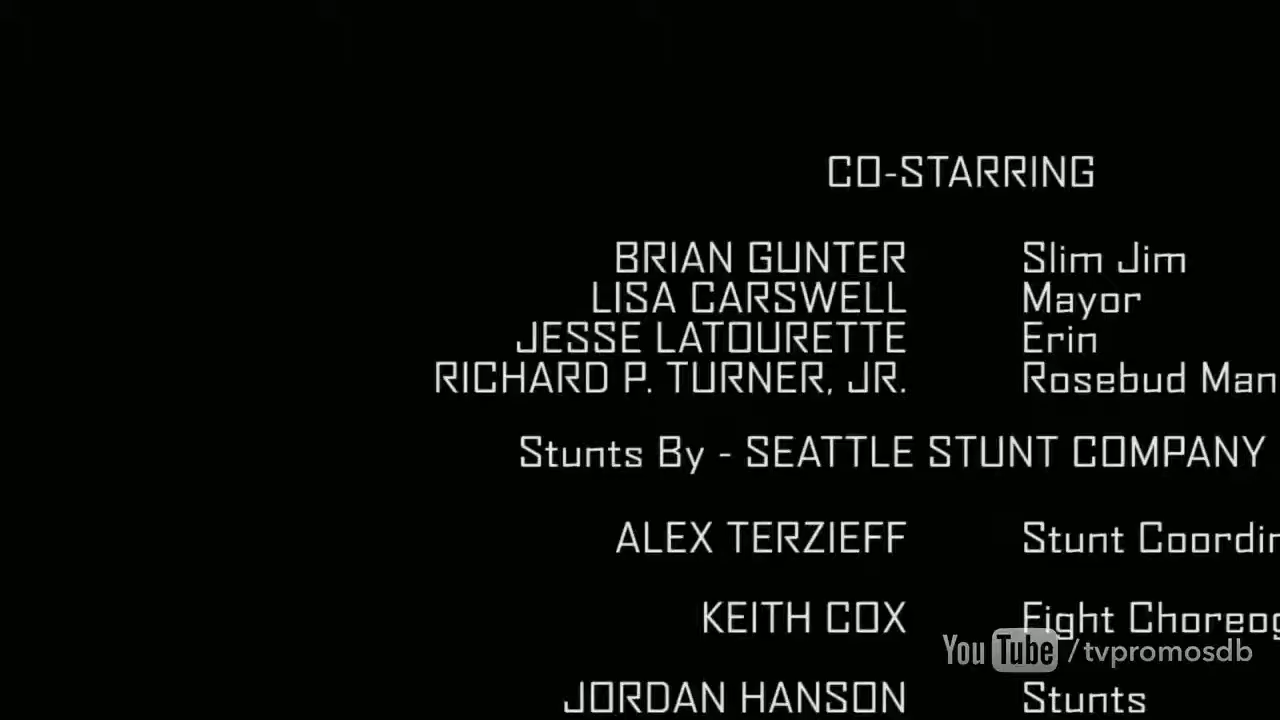 CO-STARRING
BRIAN GUNTER Slim Jim
LISA CARSWELL Mayor
JESSE LATOURETTE Erin
RICHARD P. TURNER, JR. Rosebud Man
Stunts By - SEATTLE STUNT COMPANY
ALEX TERZIEFF Stunt Coordin
KEITH COX Fight Choreog
YouTube /tvpromosdb
JORDAN HANSON Stunts